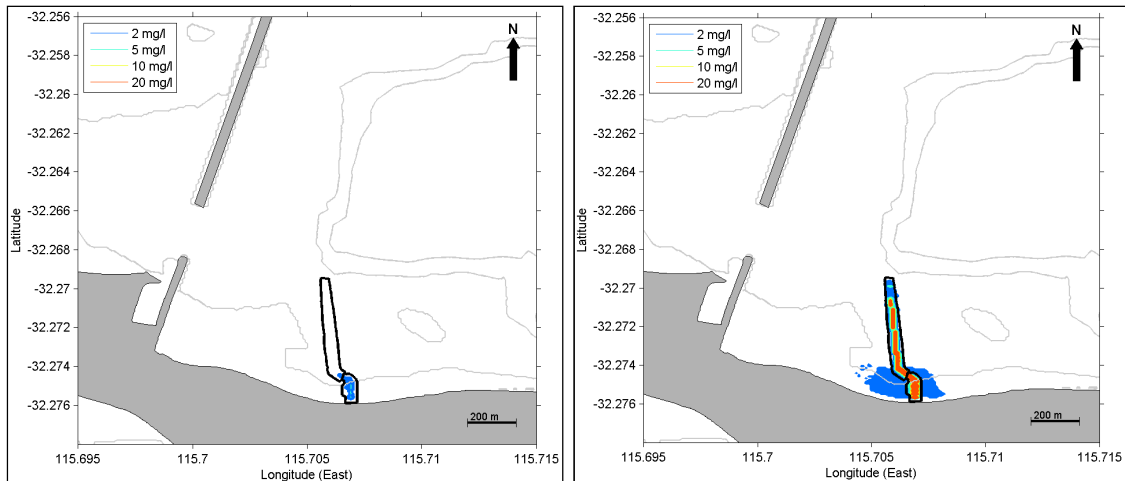 2 mg/l
5 mg/l
10 mg/l
20 mg/l
N
-32.256
-32.258
-32.26
-32.262
-32.264
-32.266
-32.268
-32.27
-32.272
-32.274
-32.276
Latitude
200 m
115.695
115.7
115.705
115.71
115.715
Longitude (East)
2 mg/l
5 mg/l
10 mg/l
20 mg/l
N
-32.256
-32.258
-32.26
-32.262
-32.264
-32.266
-32.268
-32.27
-32.272
-32.274
-32.276
Latitude
200 m
115.695
115.7
115.705
115.71
115.715
Longitude (East)